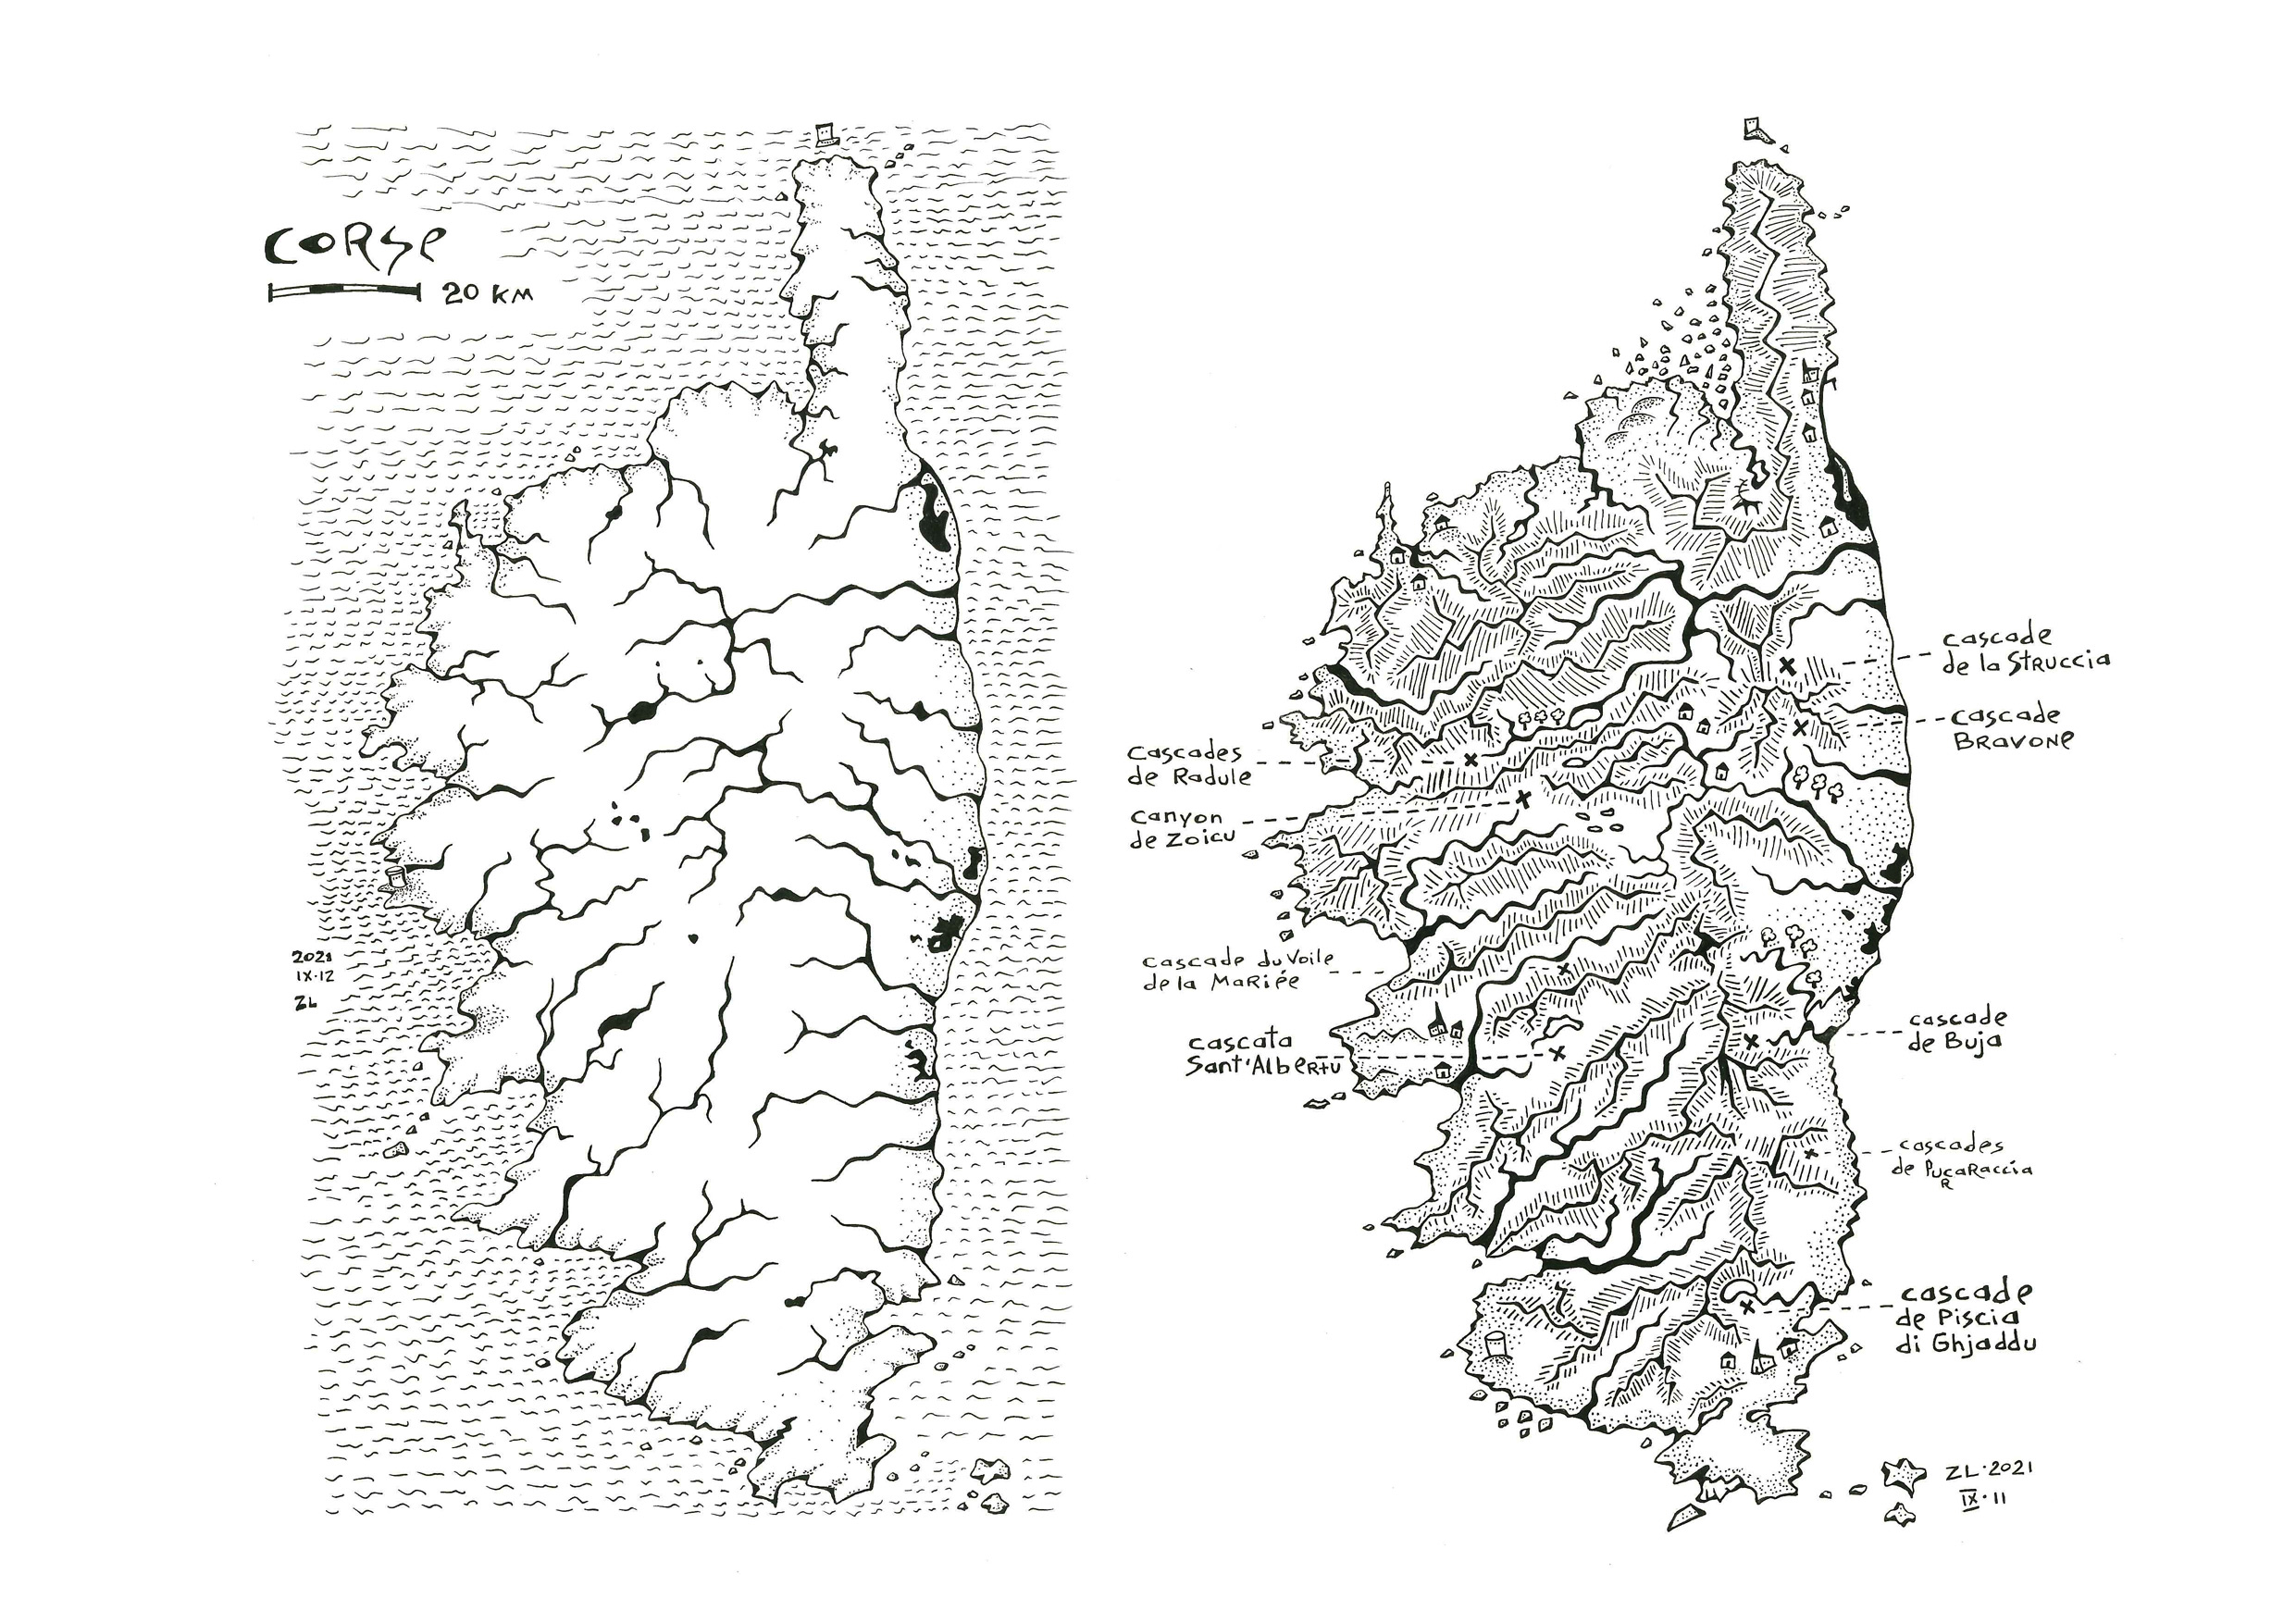 CORSE
20 KM
2021
IX·12
ZL
cascade
de la Struccia
cascade
Bravone
cascades
de Radule
canyon
de Zoicu
cascade du Voile
de la Mariée
cascata
Sant'Albertu
cascade
de Buja
cascades
de Pucaraccia
R
cascade
de Piscia
di Ghjaddu
ZL·2021
IX·11